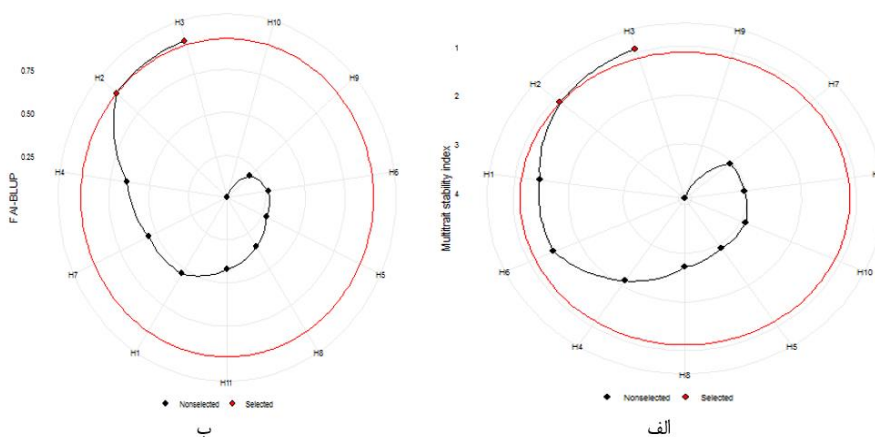 H3
H10
H2
H9
H4
H6
H7
H5
H1
H8
H11
0.75
0.50
0.25
FAI-BLUP
Nonselected
Selected
ب
H3
H9
H2
H7
H1
H6
H10
H4
H5
H8
1
2
3
4
Multitrait stability index
Nonselected
Selected
الف